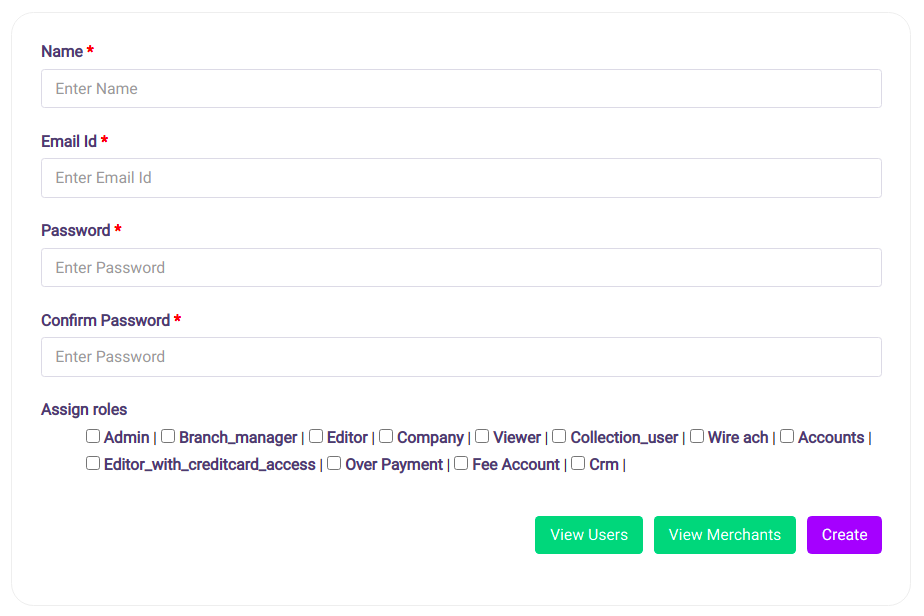 Name *
Enter Name
Email Id *
Enter Email Id
Password *
Enter Password
Confirm Password *
Enter Password
Assign roles
Admin | Branch_manager | Editor | Company | Viewer | Collection_user | Wire ach | Accounts |
Editor_with_creditcard_access | Over Payment | Fee Account | Crm |
View Users View Merchants Create